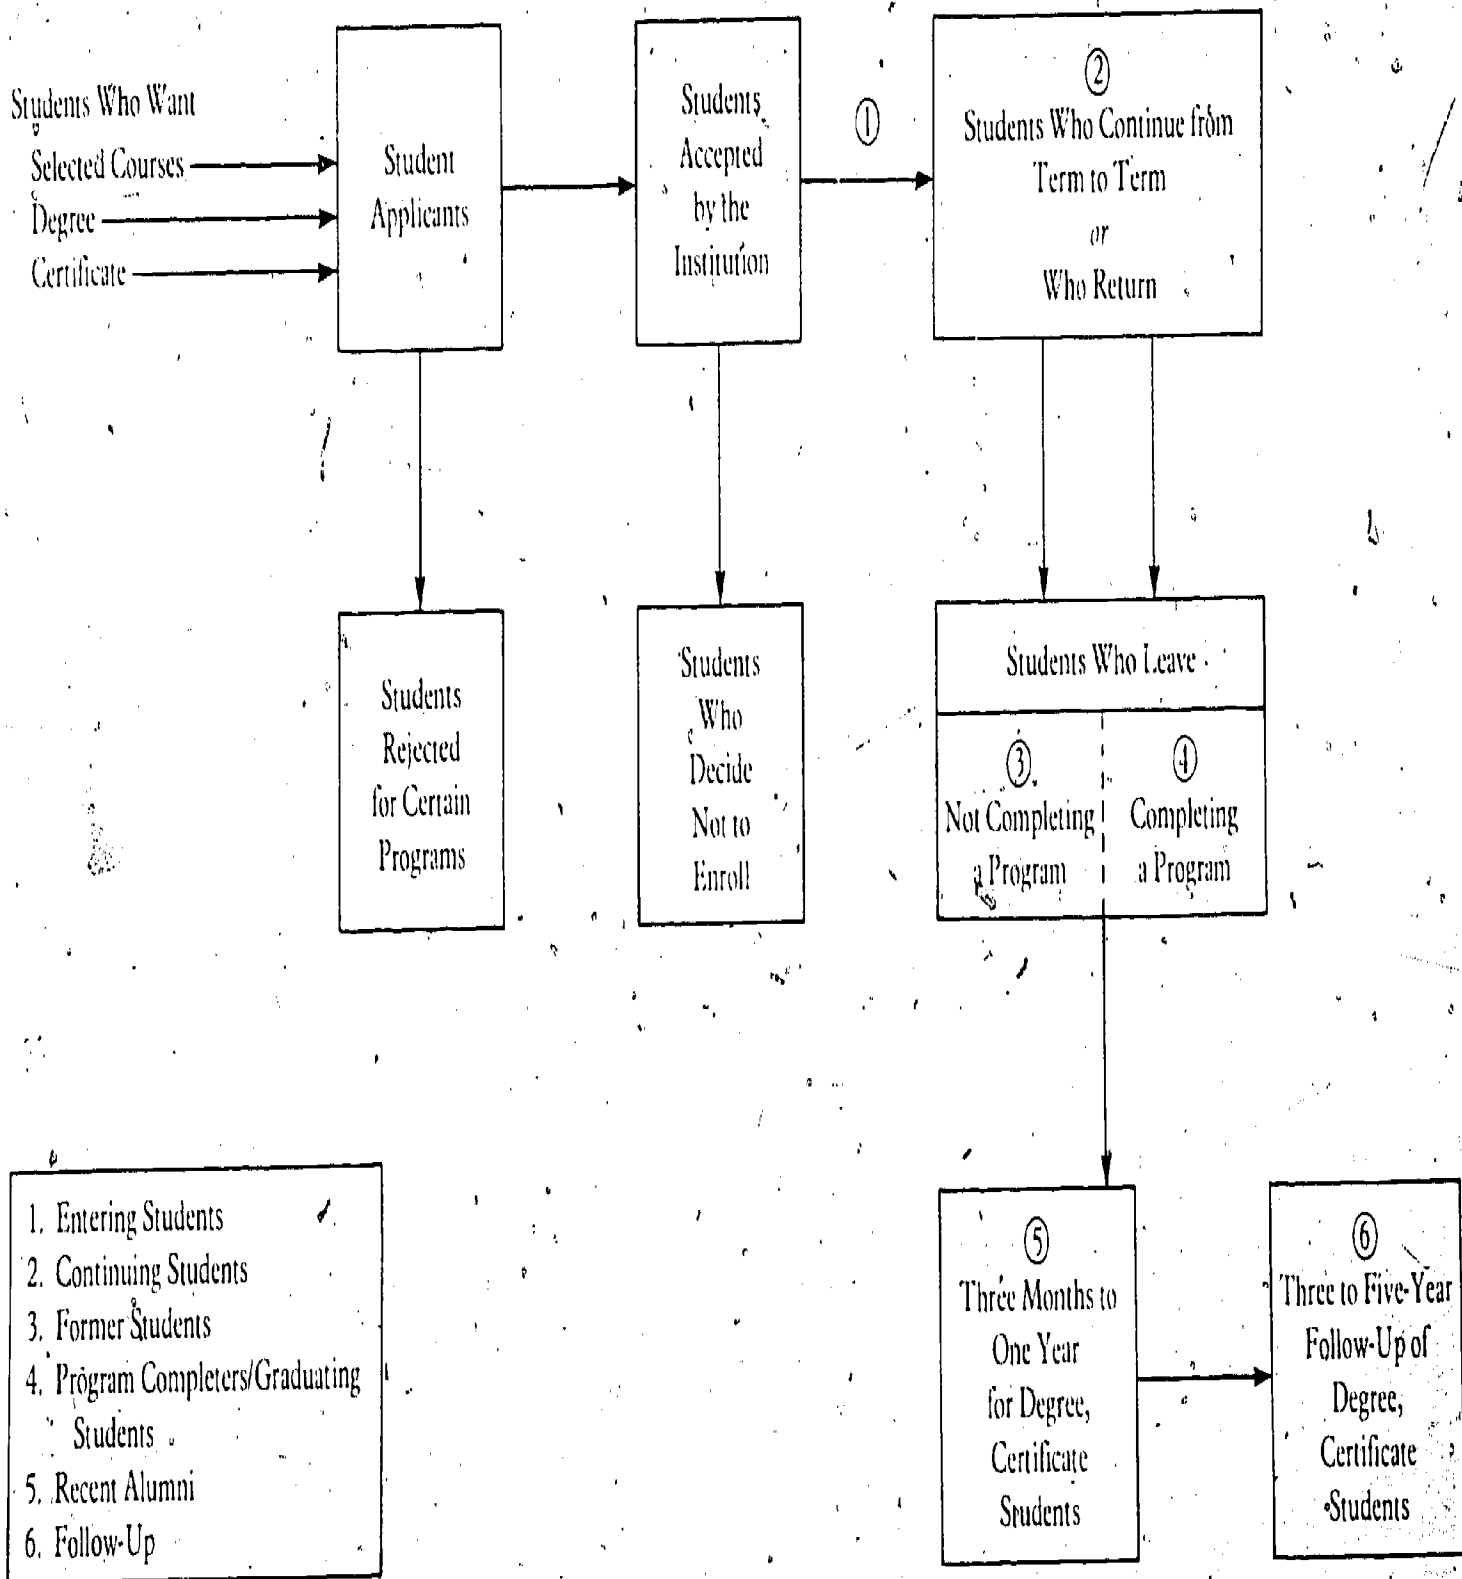 Students Who Want
Selected Courses
Degree
Certificate
Student
Applicants
Students
Accepted
by the
Institution
①
②
Students Who Continue from
Term to Term
or
Who Return
Students
Rejected
for Certain
Programs
Students
Who
Decide
Not to
Enroll
Students Who Leave
③
Not Completing
a Program
④
Completing
a Program
1. Entering Students
2. Continuing Students
3. Former Students
4. Program Completers/Graduating
Students
5. Recent Alumni
6. Follow-Up
⑤
Three Months to
One Year
for Degree,
Certificate
Students
⑥
Three to Five-Year
Follow-Up of
Degree,
Certificate
Students